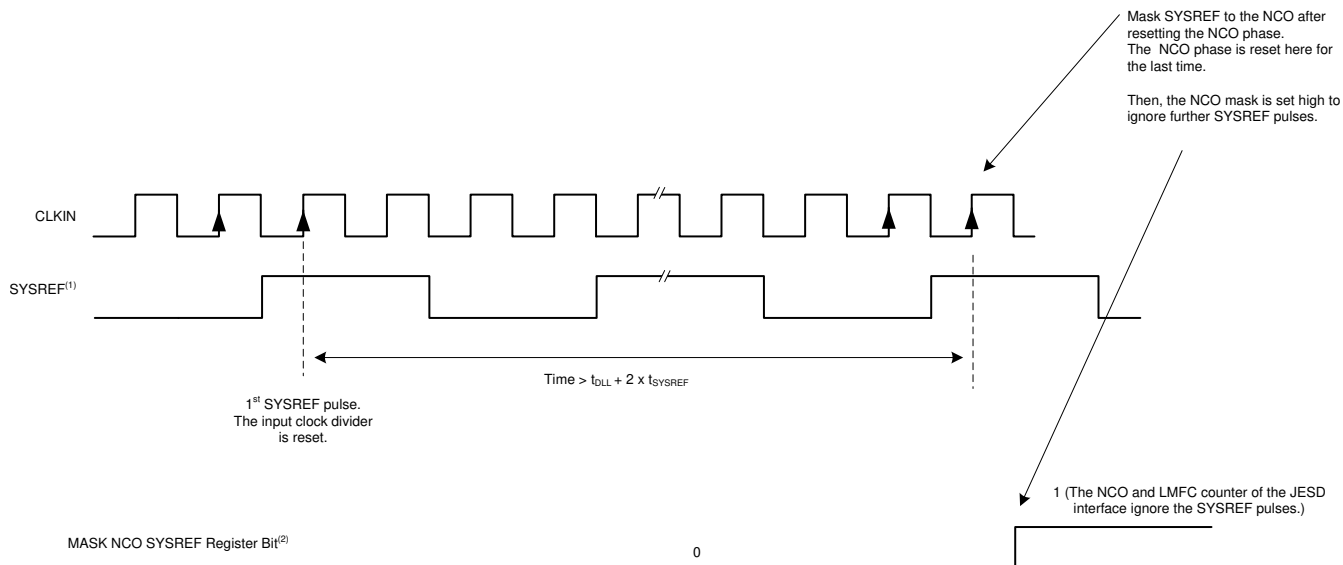 Mask SYSREF to the NCO after
resetting the NCO phase.
The  NCO phase is reset here for
the last time.
Then, the NCO mask is set high to
ignore further SYSREF pulses.
CLKIN
SYSREF(1)
Time > tDLL + 2 x tSYSREF
1st SYSREF pulse.
The input clock divider
is reset.
1 (The NCO and LMFC counter of the JESD
interface ignore the SYSREF pulses.)
MASK NCO SYSREF Register Bit(2)
0